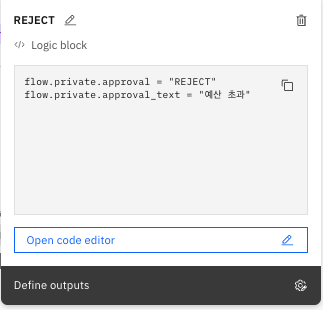 REJECT
</> Logic block
flow.private.approval = "REJECT"
flow.private.approval_text = "예산 초과"
Open code editor
Define outputs